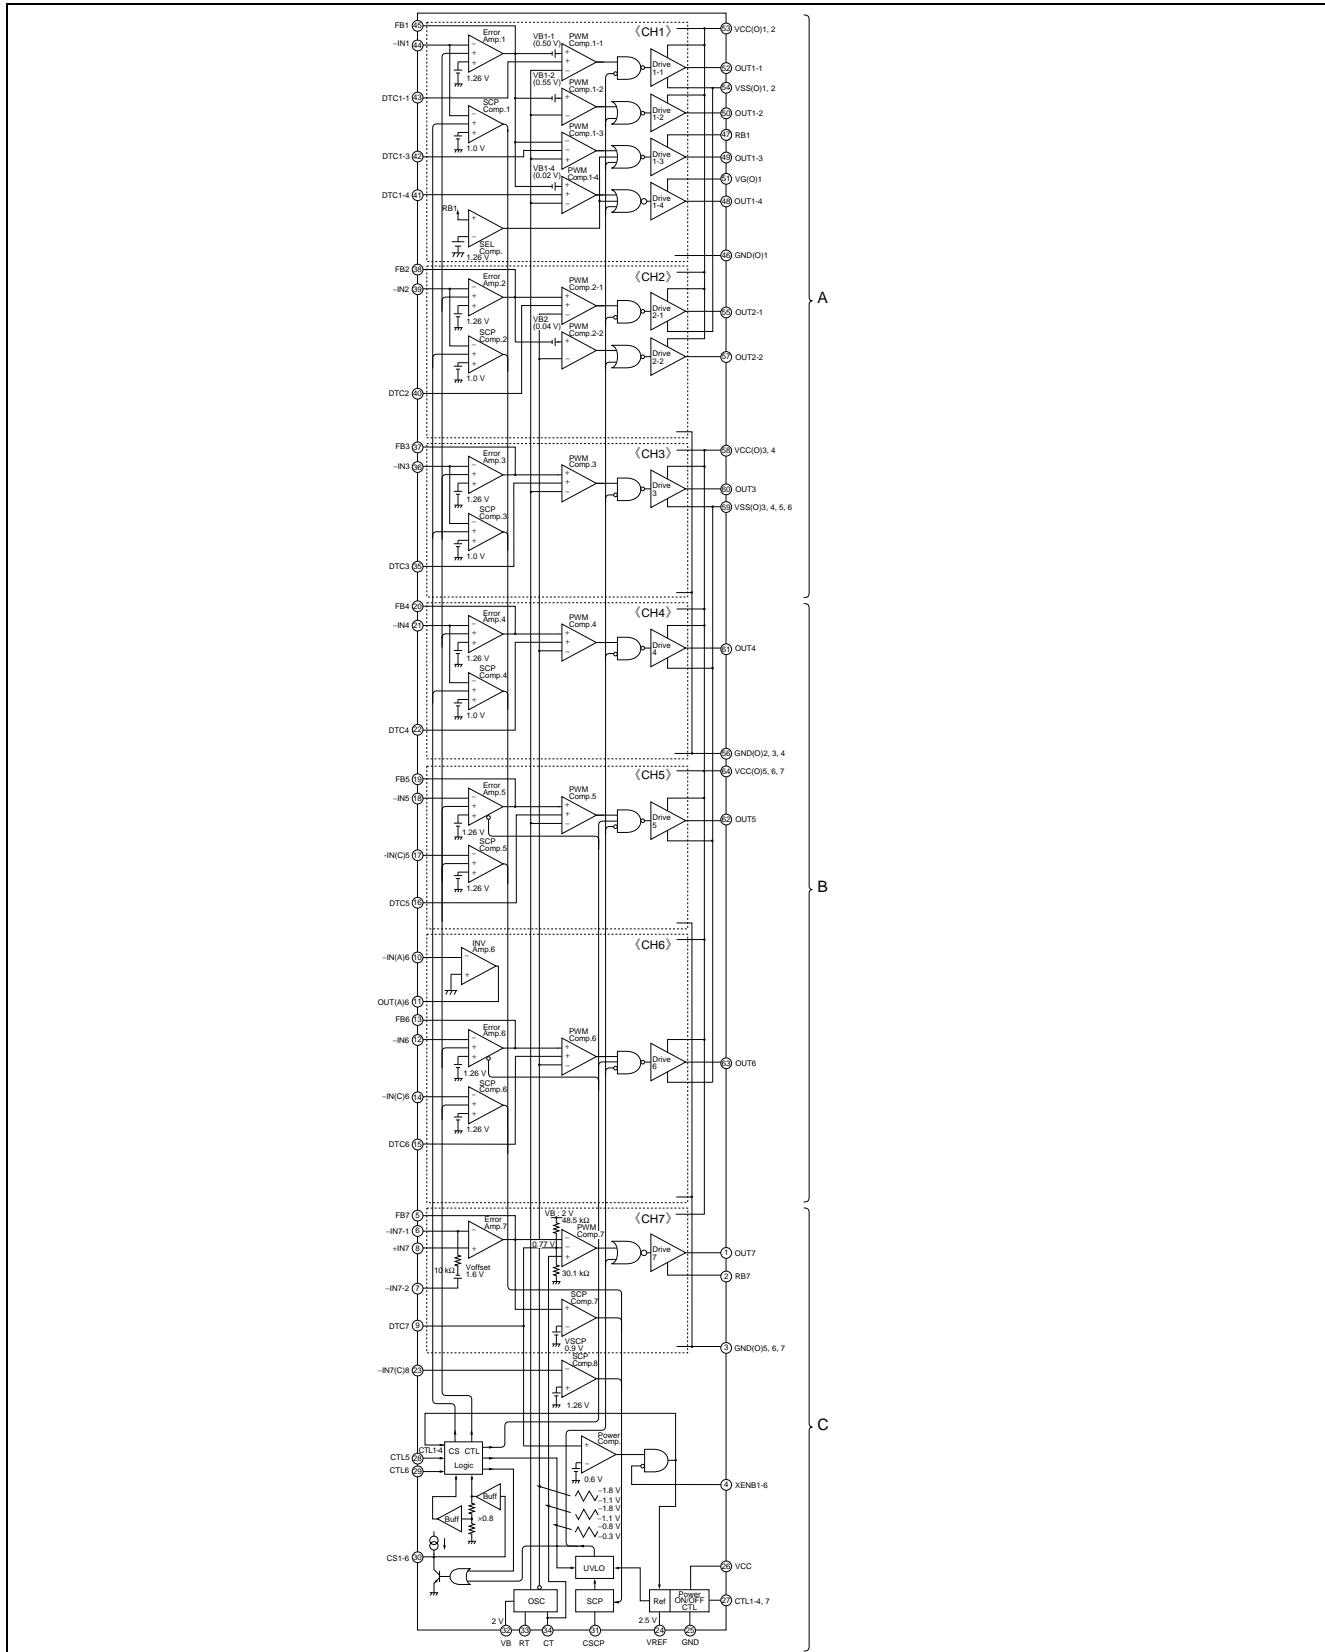 FB1 45
–IN1 44
Error Amp.1
1.26 V
VB1-1 (0.50 V)
PWM Comp.1-1
《CH1》
Drive 1-1
53 VCC(O)1, 2
52 OUT1-1
54 VSS(O)1, 2
DTC1-1 43
SCP Comp.1
1.0 V
VB1-2 (0.55 V)
PWM Comp.1-2
Drive 1-2
50 OUT1-2
47 RB1
DTC1-3 42
PWM Comp.1-3
Drive 1-3
49 OUT1-3
51 VG(O)1
DTC1-4 41
VB1-4 (0.02 V)
PWM Comp.1-4
Drive 1-4
48 OUT1-4
RB1
SEL Comp.
1.26 V
46 GND(O)1
A
FB2 38
–IN2 39
Error Amp.2
1.26 V
PWM Comp.2-1
《CH2》
Drive 2-1
55 OUT2-1
SCP Comp.2
1.0 V
VB2 (0.04 V)
PWM Comp.2-2
Drive 2-2
57 OUT2-2
DTC2 40
FB3 37
–IN3 36
Error Amp.3
1.26 V
PWM Comp.3
《CH3》
Drive 3
58 VCC(O)3, 4
60 OUT3
59 VSS(O)3, 4, 5, 6
SCP Comp.3
1.0 V
DTC3 35
FB4 20
–IN4 21
Error Amp.4
1.26 V
PWM Comp.4
《CH4》
Drive 4
61 OUT4
SCP Comp.4
1.0 V
DTC4 22
56 GND(O)2, 3, 4
FB5 19
–IN5 18
Error Amp.5
1.26 V
PWM Comp.5
《CH5》
Drive 5
64 VCC(O)5, 6, 7
62 OUT5
-IN(C)5 17
SCP Comp.5
1.26 V
DTC5 16
B
–IN(A)6 10
INV Amp.6
《CH6》
OUT(A)6 11
FB6 13
–IN6 12
Error Amp.6
1.26 V
PWM Comp.6
Drive 6
63 OUT6
–IN(C)6 14
SCP Comp.6
1.26 V
DTC6 15
FB7 5
–IN7-1 6
+IN7 8
Error Amp.7
10 kΩ
Voffset 1.6 V
–IN7-2 7
VB : 2 V
48.5 kΩ
0.77 V
PWM Comp.7
30.1 kΩ
《CH7》
Drive 7
1 OUT7
2 RB7
DTC7 9
SCP Comp.7
VSCP 0.9 V
3 GND(O)5, 6, 7
–IN7(C)8 23
SCP Comp.8
1.26 V
C
CTL1-4
CTL5 28
CTL6 29
CS CTL
Logic
Power Comp.
0.6 V
4 XENB1-6
Buff
Buff
×0.8
–1.8 V
–1.1 V
–1.8 V
–1.1 V
–0.8 V
–0.3 V
CS1-6 30
UVLO
26 VCC
OSC
SCP
Ref
Power ON/OFF CTL
27 CTL1-4, 7
2 V
2.5 V
32 33 34 31 24 25
VB RT CT CSCP VREF GND